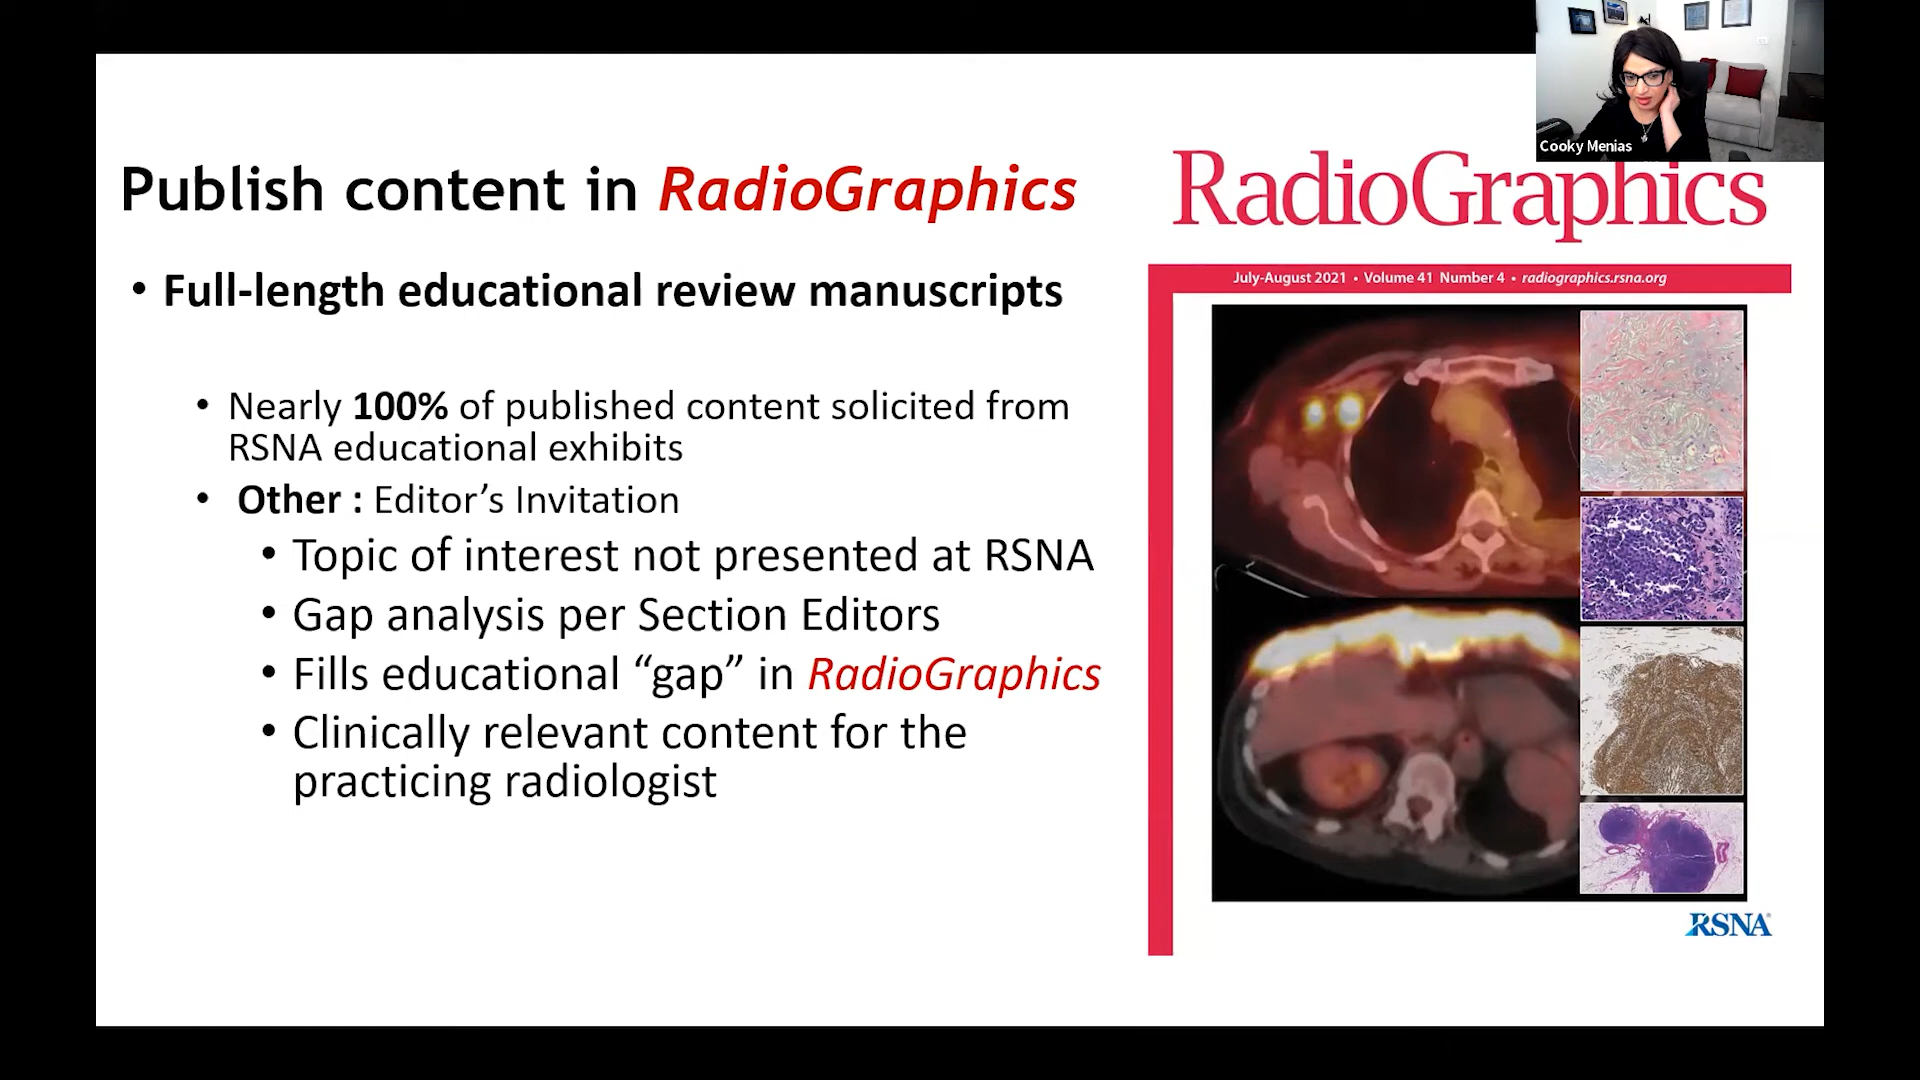 Cooky Menias
Publish content in RadioGraphics
• Full-length educational review manuscripts
• Nearly 100% of published content solicited from
RSNA educational exhibits
• Other : Editor’s Invitation
• Topic of interest not presented at RSNA
• Gap analysis per Section Editors
• Fills educational “gap” in RadioGraphics
• Clinically relevant content for the
practicing radiologist
RadioGraphics
July-August 2021 • Volume 41 Number 4 • radiographics.rsna.org
RSNA®